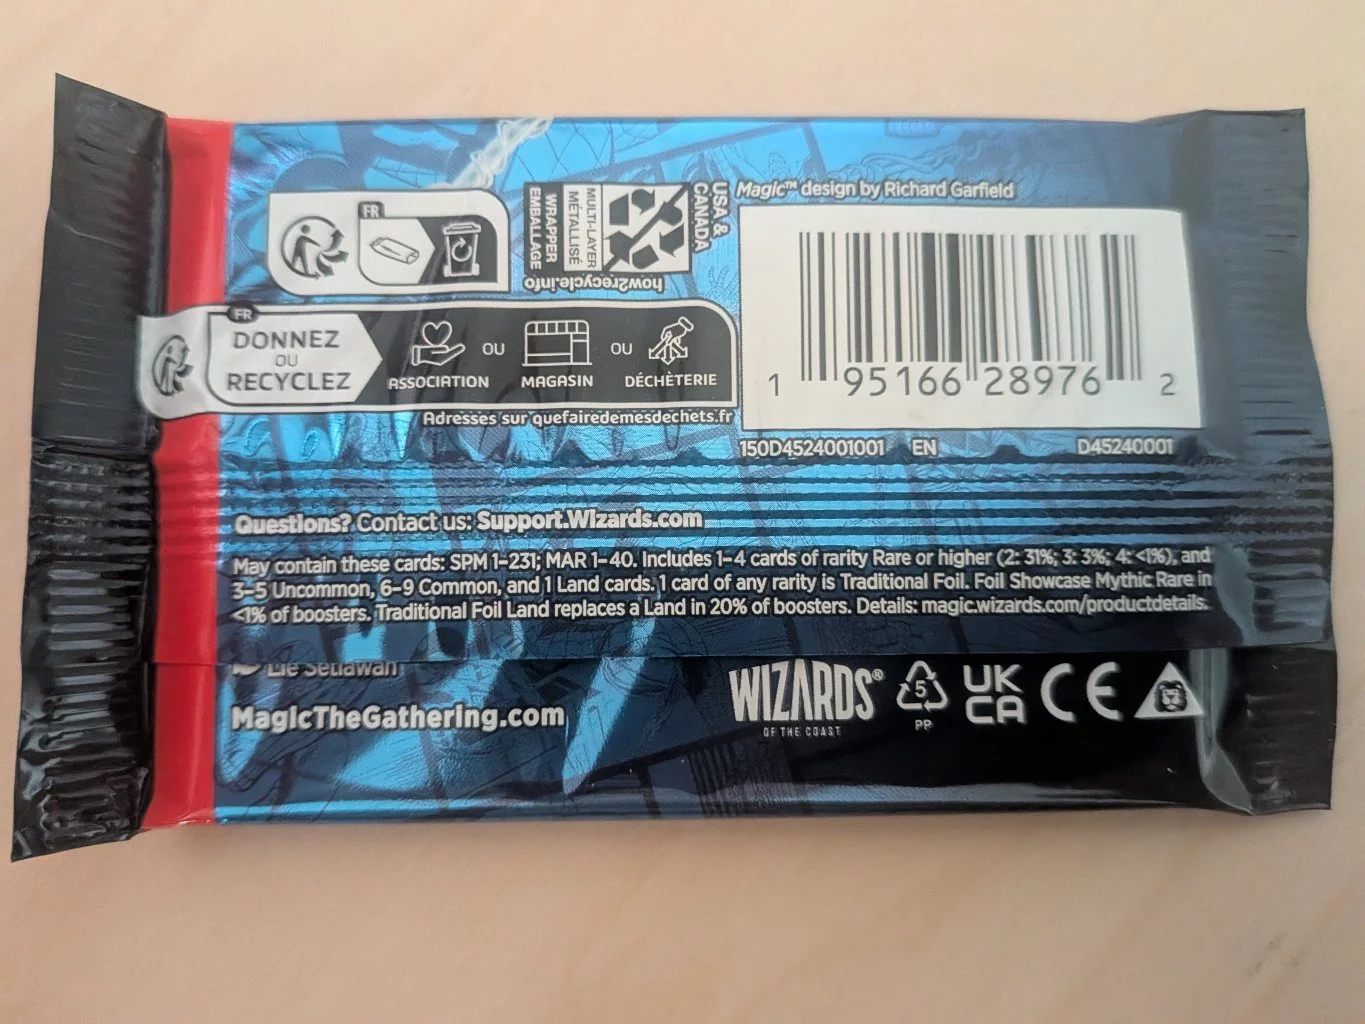 Magic™ design by Richard Garfield
FR
USA &
CANADA
MULTI-LAYER
MÉTALLISÉ
WRAPPER
EMBALLAGE
how2recycle.info
1 95166 28976 2
FR
DONNEZ
OU
RECYCLEZ
ASSOCIATION OU MAGASIN OU DÉCHÈTERIE
Adresses sur quefairedemesdechets.fr
150D4524001001 EN D45240001
Questions? Contact us: Support.Wizards.com
May contain these cards: SPM 1–231; MAR 1–40. Includes 1–4 cards of rarity Rare or higher (2: 31%; 3: 3%; 4: <1%), and
3–5 Uncommon, 6–9 Common, and 1 Land cards. 1 card of any rarity is Traditional Foil. Foil Showcase Mythic Rare in
<1% of boosters. Traditional Foil Land replaces a Land in 20% of boosters. Details: magic.wizards.com/productdetails.
Lie Setiawan
MagicTheGathering.com
WIZARDS®
OF THE COAST
5
PP
UK
CA
CE